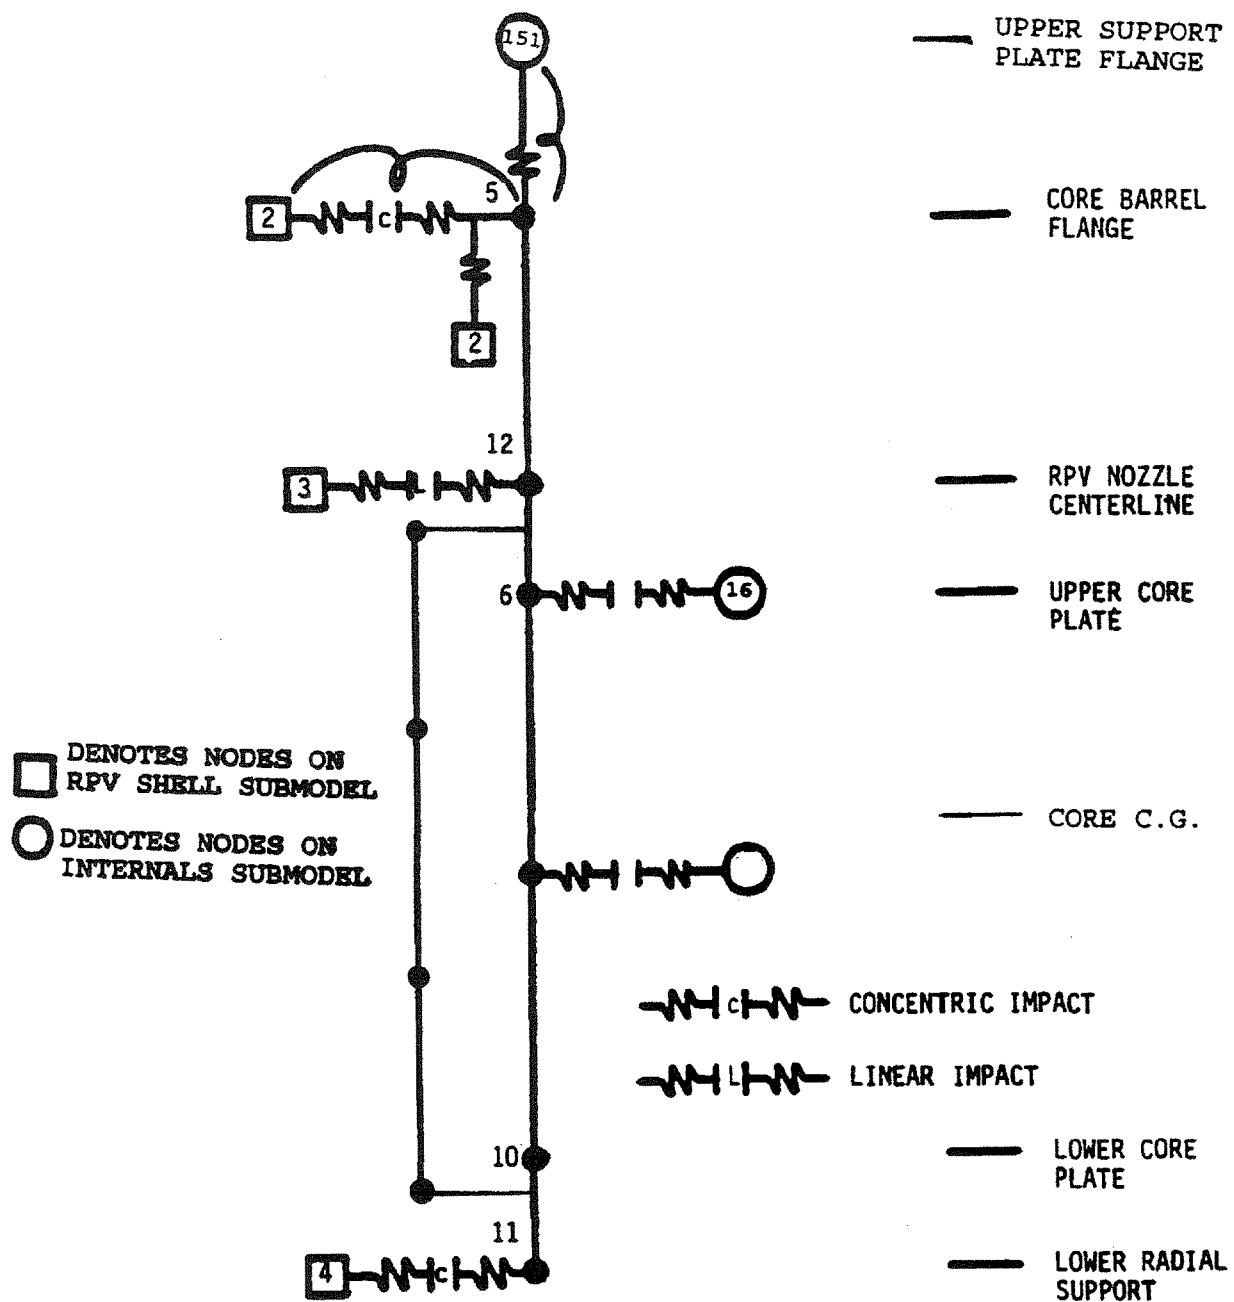 151
UPPER SUPPORT
PLATE FLANGE
5
2
C
CORE BARREL
FLANGE
2
12
3
L
RPV NOZZLE
CENTERLINE
6
16
UPPER CORE
PLATE
DENOTES NODES ON
RPV SHELL SUBMODEL
CORE C.G.
DENOTES NODES ON
INTERNALS SUBMODEL
C CONCENTRIC IMPACT
L LINEAR IMPACT
10
LOWER CORE
PLATE
11
4
C
LOWER RADIAL
SUPPORT